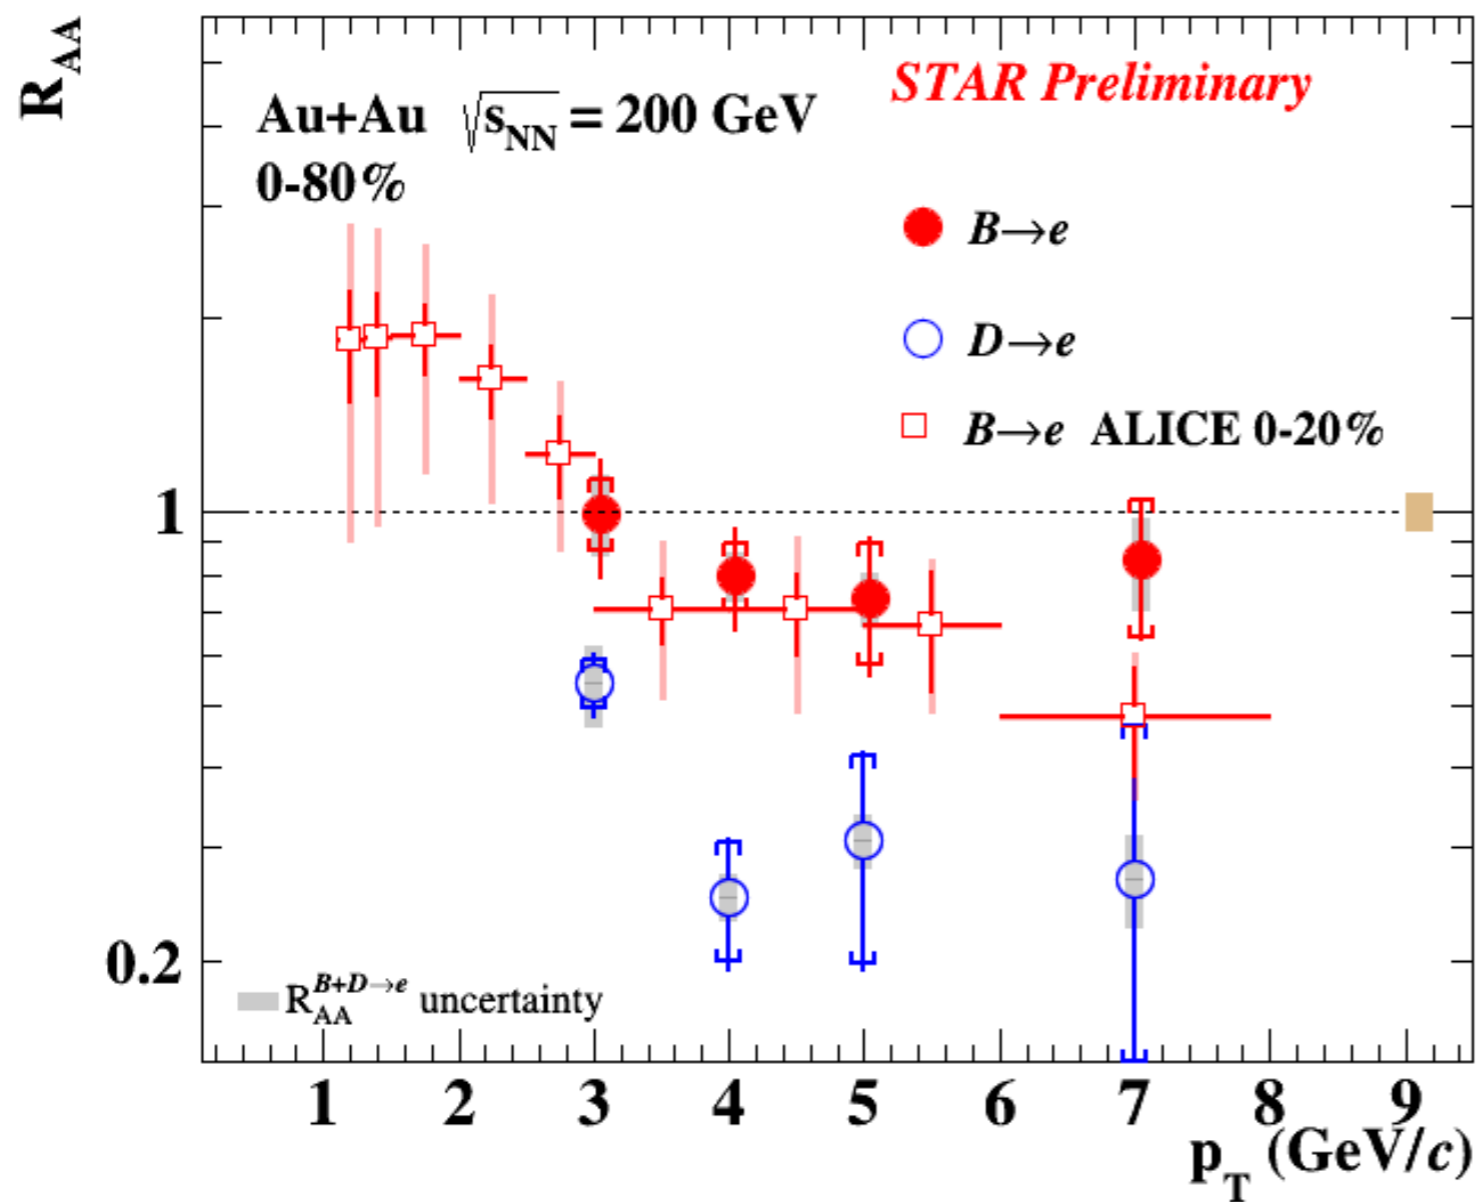 R_AA
STAR Preliminary
Au+Au √s_NN = 200 GeV
0-80%
B→e
D→e
B→e ALICE 0-20%
1
0.2
R_AA^B+D→e uncertainty
1 2 3 4 5 6 7 8 9
p_T (GeV/c)